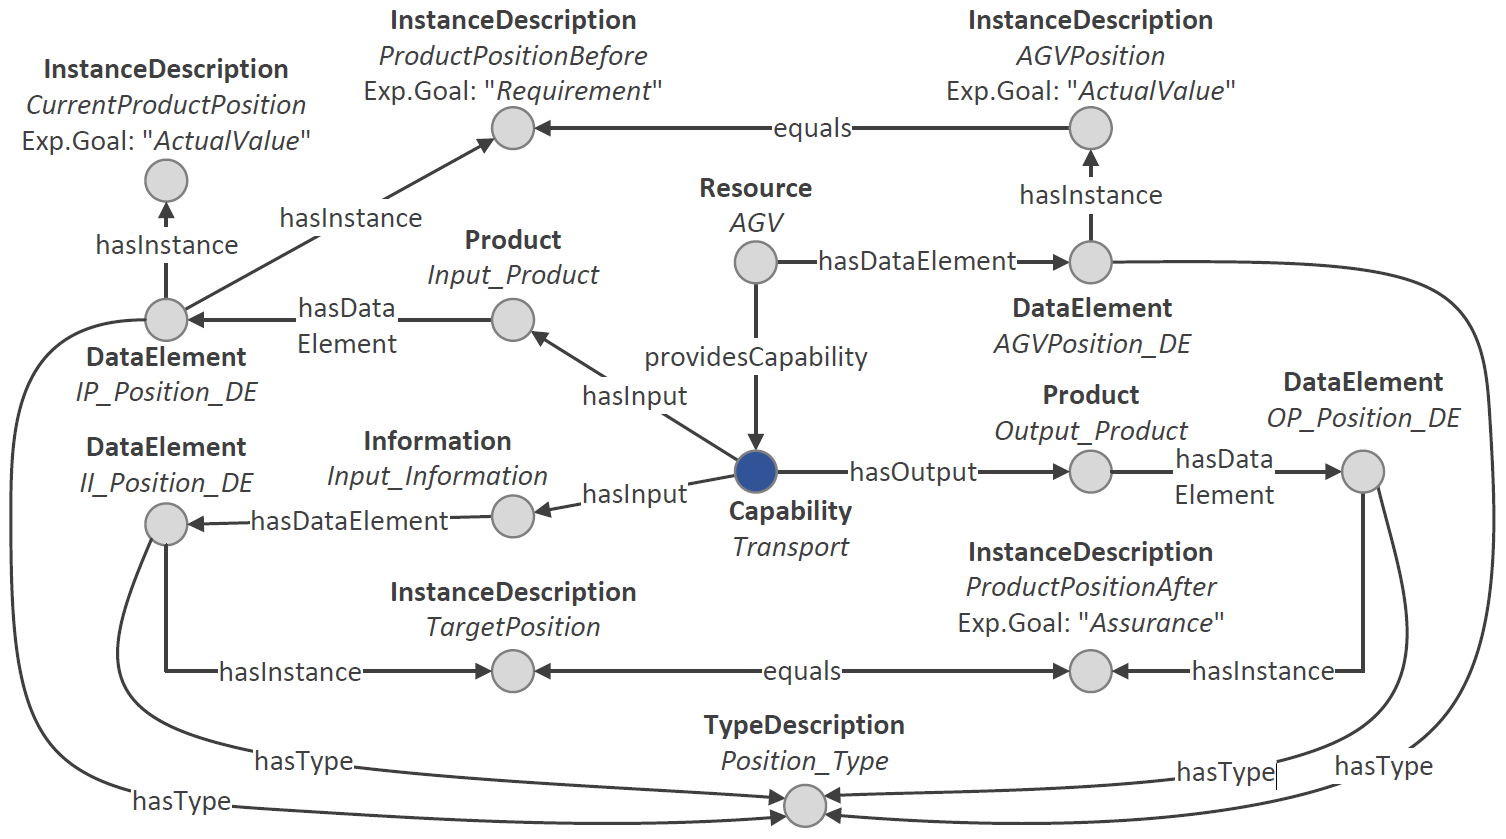 InstanceDescription
ProductPositionBefore
Exp.Goal: "Requirement"
InstanceDescription
AGVPosition
Exp.Goal: "ActualValue"
InstanceDescription
CurrentProductPosition
Exp.Goal: "ActualValue"
equals
hasInstance
hasInstance
hasInstance
Resource
AGV
Product
Input_Product
hasDataElement
hasData
Element
DataElement
AGVPosition_DE
DataElement
IP_Position_DE
providesCapability
hasInput
DataElement
OP_Position_DE
Product
Output_Product
DataElement
II_Position_DE
Information
Input_Information
hasInput
hasOutput
hasData
Element
hasDataElement
Capability
Transport
InstanceDescription
ProductPositionAfter
Exp.Goal: "Assurance"
InstanceDescription
TargetPosition
hasInstance
equals
hasInstance
TypeDescription
Position_Type
hasType
hasType
hasType
hasType